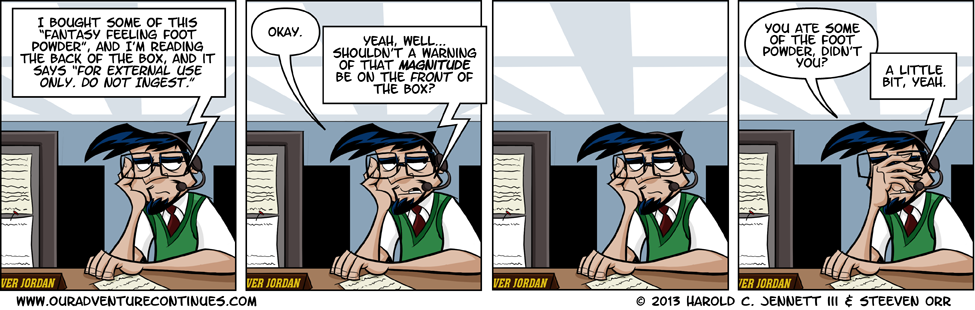 I BOUGHT SOME OF THIS
"FANTASY FEELING FOOT
POWDER", AND I'M READING
THE BACK OF THE BOX, AND IT
SAYS "FOR EXTERNAL USE
ONLY. DO NOT INGEST."
VER JORDAN
OKAY.
YEAH, WELL...
SHOULDN'T A WARNING
OF THAT MAGNITUDE
BE ON THE FRONT OF
THE BOX?
VER JORDAN
VER JORDAN
YOU ATE SOME
OF THE FOOT
POWDER, DIDN'T
YOU?
A LITTLE
BIT, YEAH.
VER JORDAN
WWW.OURADVENTURECONTINUES.COM
© 2013 HAROLD C. JENNETT III & STEEVEN ORR